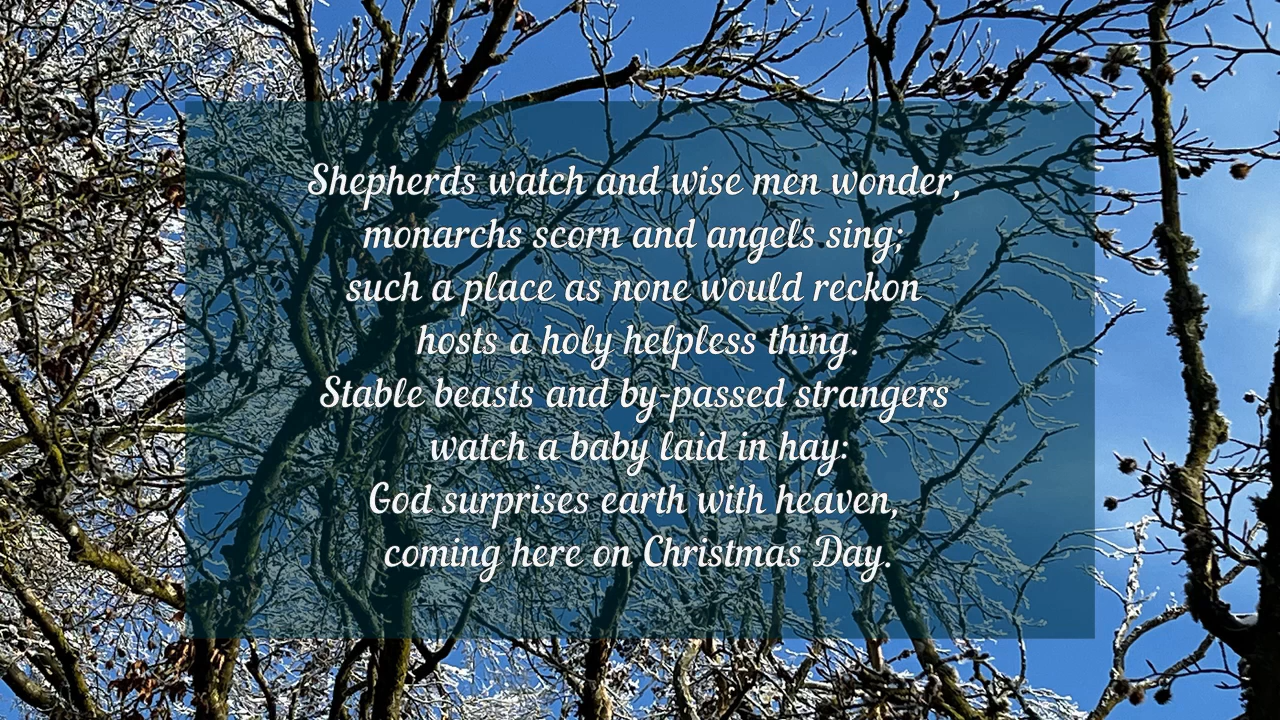 Shepherds watch and wise men wonder,
monarchs scorn and angels sing;
such a place as none would reckon
hosts a holy helpless thing.
Stable beasts and by-passed strangers
watch a baby laid in hay:
God surprises earth with heaven,
coming here on Christmas Day.